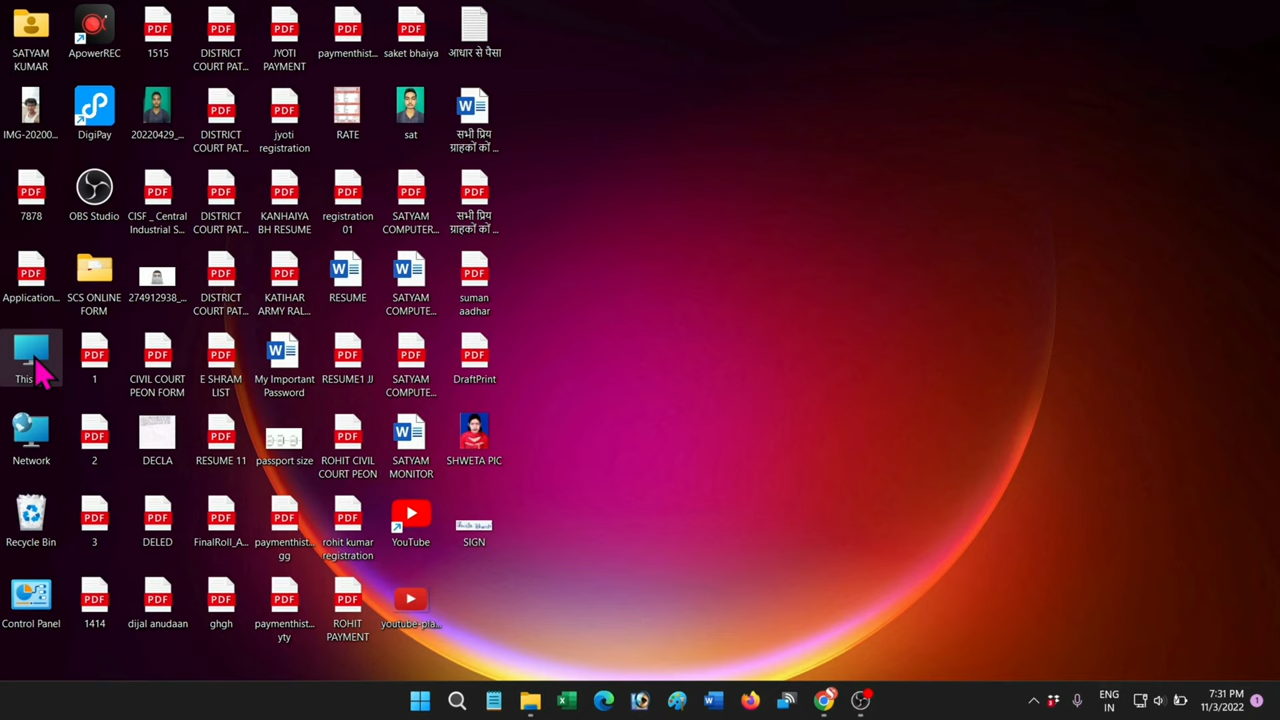 SATYAM
KUMAR
ApowerREC
1515
DISTRICT
COURT PAT...
JYOTI
PAYMENT
paymenthist...
saket bhaiya
आधार से पैसा
IMG-20200...
DigiPay
20220429_...
DISTRICT
COURT PAT...
jyoti
registration
RATE
sat
सभी प्रिय
ग्राहकों कों ...
7878
OBS Studio
CISF _ Central
Industrial S...
DISTRICT
COURT PAT...
KANHAIYA
BH RESUME
registration
01
SATYAM
COMPUTER...
सभी प्रिय
ग्राहकों कों ...
Application...
SCS ONLINE
FORM
274912938_...
DISTRICT
COURT PAT...
KATIHAR
ARMY RAL...
RESUME
SATYAM
COMPUTE...
suman
aadhar
This
1
CIVIL COURT
PEON FORM
E SHRAM
LIST
My Important
Password
RESUME1 JJ
SATYAM
COMPUTE...
DraftPrint
Network
2
DECLA
RESUME 11
passport size
ROHIT CIVIL
COURT PEON
SATYAM
MONITOR
SHWETA PIC
Recycle Bin
3
DELED
FinalRoll_A...
paymenthist...
gg
rohit kumar
registration
YouTube
SIGN
Control Panel
1414
dijal anudaan
ghgh
paymenthist...
yty
ROHIT
PAYMENT
youtube-pla...
ENG
IN
7:31 PM
11/3/2022
1